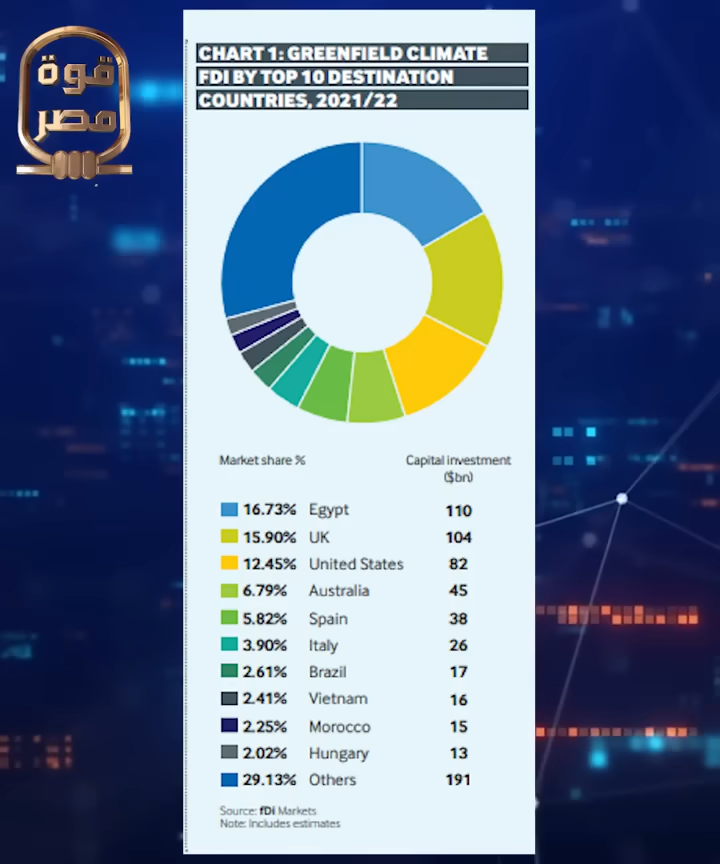 قوة
مصر
CHART 1: GREENFIELD CLIMATE
FDI BY TOP 10 DESTINATION
COUNTRIES, 2021/22
Market share % Capital investment
($bn)
16.73% Egypt 110
15.90% UK 104
12.45% United States 82
6.79% Australia 45
5.82% Spain 38
3.90% Italy 26
2.61% Brazil 17
2.41% Vietnam 16
2.25% Morocco 15
2.02% Hungary 13
29.13% Others 191
Source: fDi Markets
Note: Includes estimates